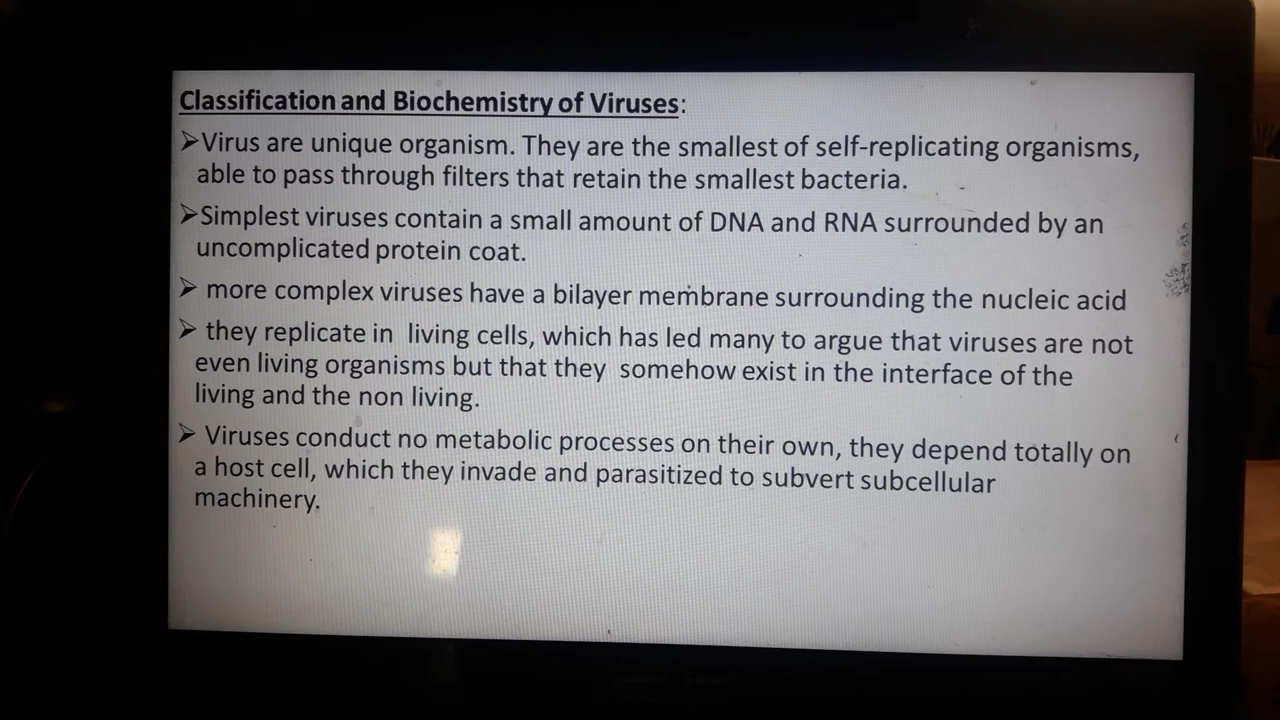 Classification and Biochemistry of Viruses:
➢Virus are unique organism. They are the smallest of self-replicating organisms,
able to pass through filters that retain the smallest bacteria.
➢Simplest viruses contain a small amount of DNA and RNA surrounded by an
uncomplicated protein coat.
➢ more complex viruses have a bilayer membrane surrounding the nucleic acid
➢ they replicate in living cells, which has led many to argue that viruses are not
even living organisms but that they somehow exist in the interface of the
living and the non living.
➢ Viruses conduct no metabolic processes on their own, they depend totally on
a host cell, which they invade and parasitized to subvert subcellular
machinery.